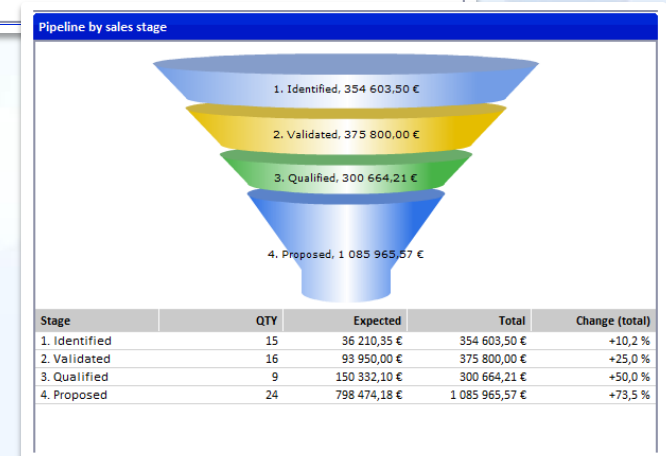 Pipeline by sales stage
1. Identified, 354 603,50 €
2. Validated, 375 800,00 €
3. Qualified, 300 664,21 €
4. Proposed, 1 085 965,57 €
Stage QTY Expected Total Change (total)
1. Identified 15 36 210,35 € 354 603,50 € +10,2 %
2. Validated 16 93 950,00 € 375 800,00 € +25,0 %
3. Qualified 9 150 332,10 € 300 664,21 € +50,0 %
4. Proposed 24 798 474,18 € 1 085 965,57 € +73,5 %